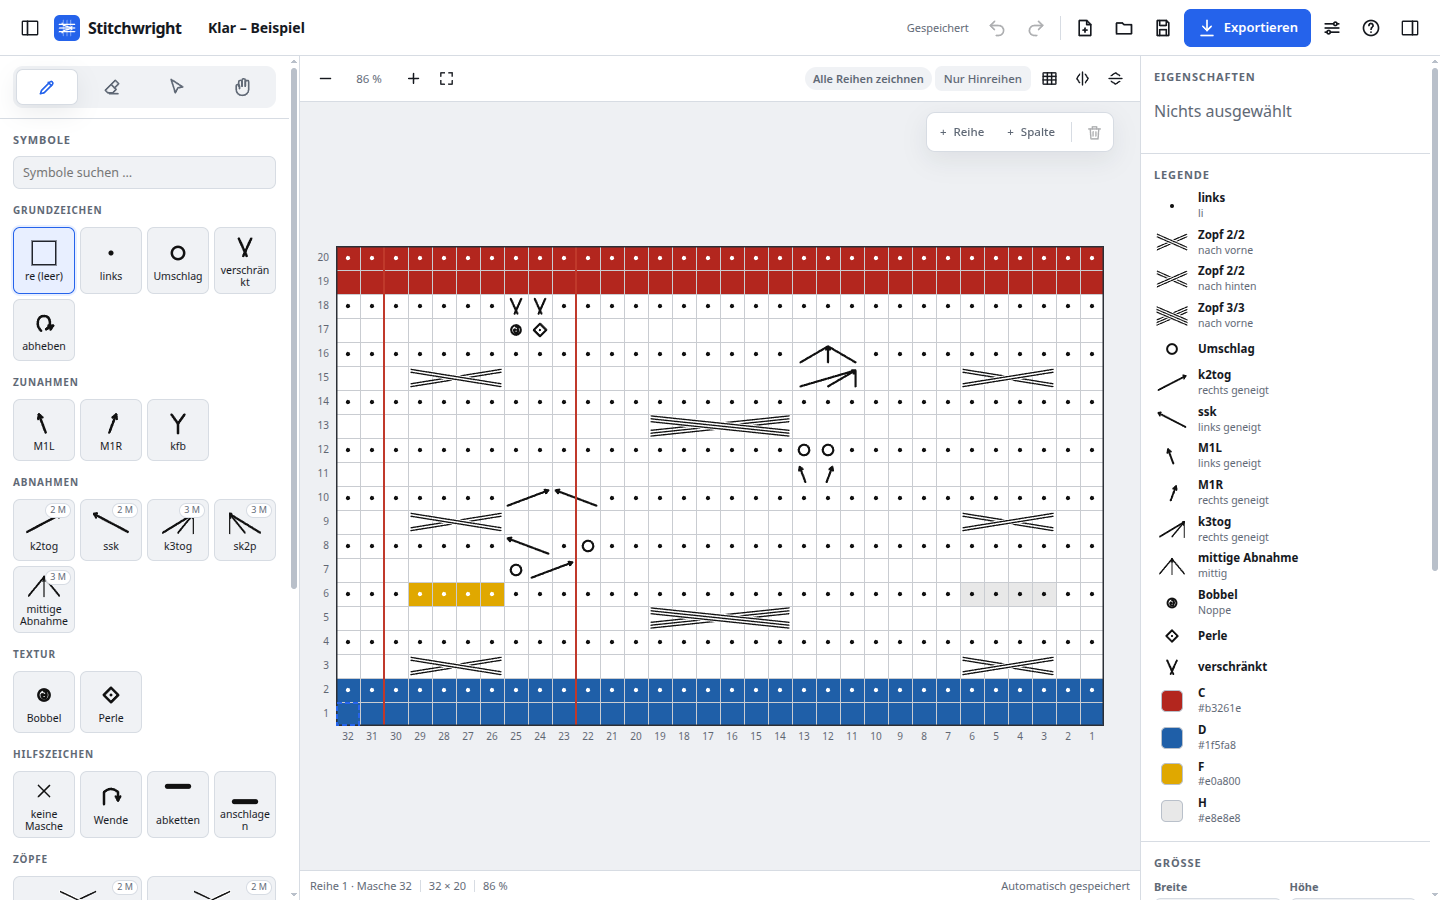 Stitchwright
Klar – Beispiel
Gespeichert
Exportieren
86 %
Alle Reihen zeichnen
Nur Hinreihen
+ Reihe
+ Spalte
SYMBOLE
Symbole suchen ...
GRUNDZEICHEN
re (leer)
links
Umschlag
verschrän
kt
abheben
ZUNAHMEN
M1L
M1R
kfb
ABNAHMEN
2 M
k2tog
2 M
ssk
3 M
k3tog
3 M
sk2p
3 M
mittige
Abnahme
TEXTUR
Bobbel
Perle
HILFSZEICHEN
keine
Masche
Wende
abketten
anschlage
n
ZÖPFE
2 M
2 M
20
19
18
17
16
15
14
13
12
11
10
9
8
7
6
5
4
3
2
1
32 31 30 29 28 27 26 25 24 23 22 21 20 19 18 17 16 15 14 13 12 11 10 9 8 7 6 5 4 3 2 1
Reihe 1 · Masche 32
32 × 20
86 %
Automatisch gespeichert
EIGENSCHAFTEN
Nichts ausgewählt
LEGENDE
links
li
Zopf 2/2
nach vorne
Zopf 2/2
nach hinten
Zopf 3/3
nach vorne
Umschlag
k2tog
rechts geneigt
ssk
links geneigt
M1L
links geneigt
M1R
rechts geneigt
k3tog
rechts geneigt
mittige Abnahme
mittig
Bobbel
Noppe
Perle
verschränkt
C
#b3261e
D
#1f5fa8
F
#e0a800
H
#e8e8e8
GRÖSSE
Breite
Höhe